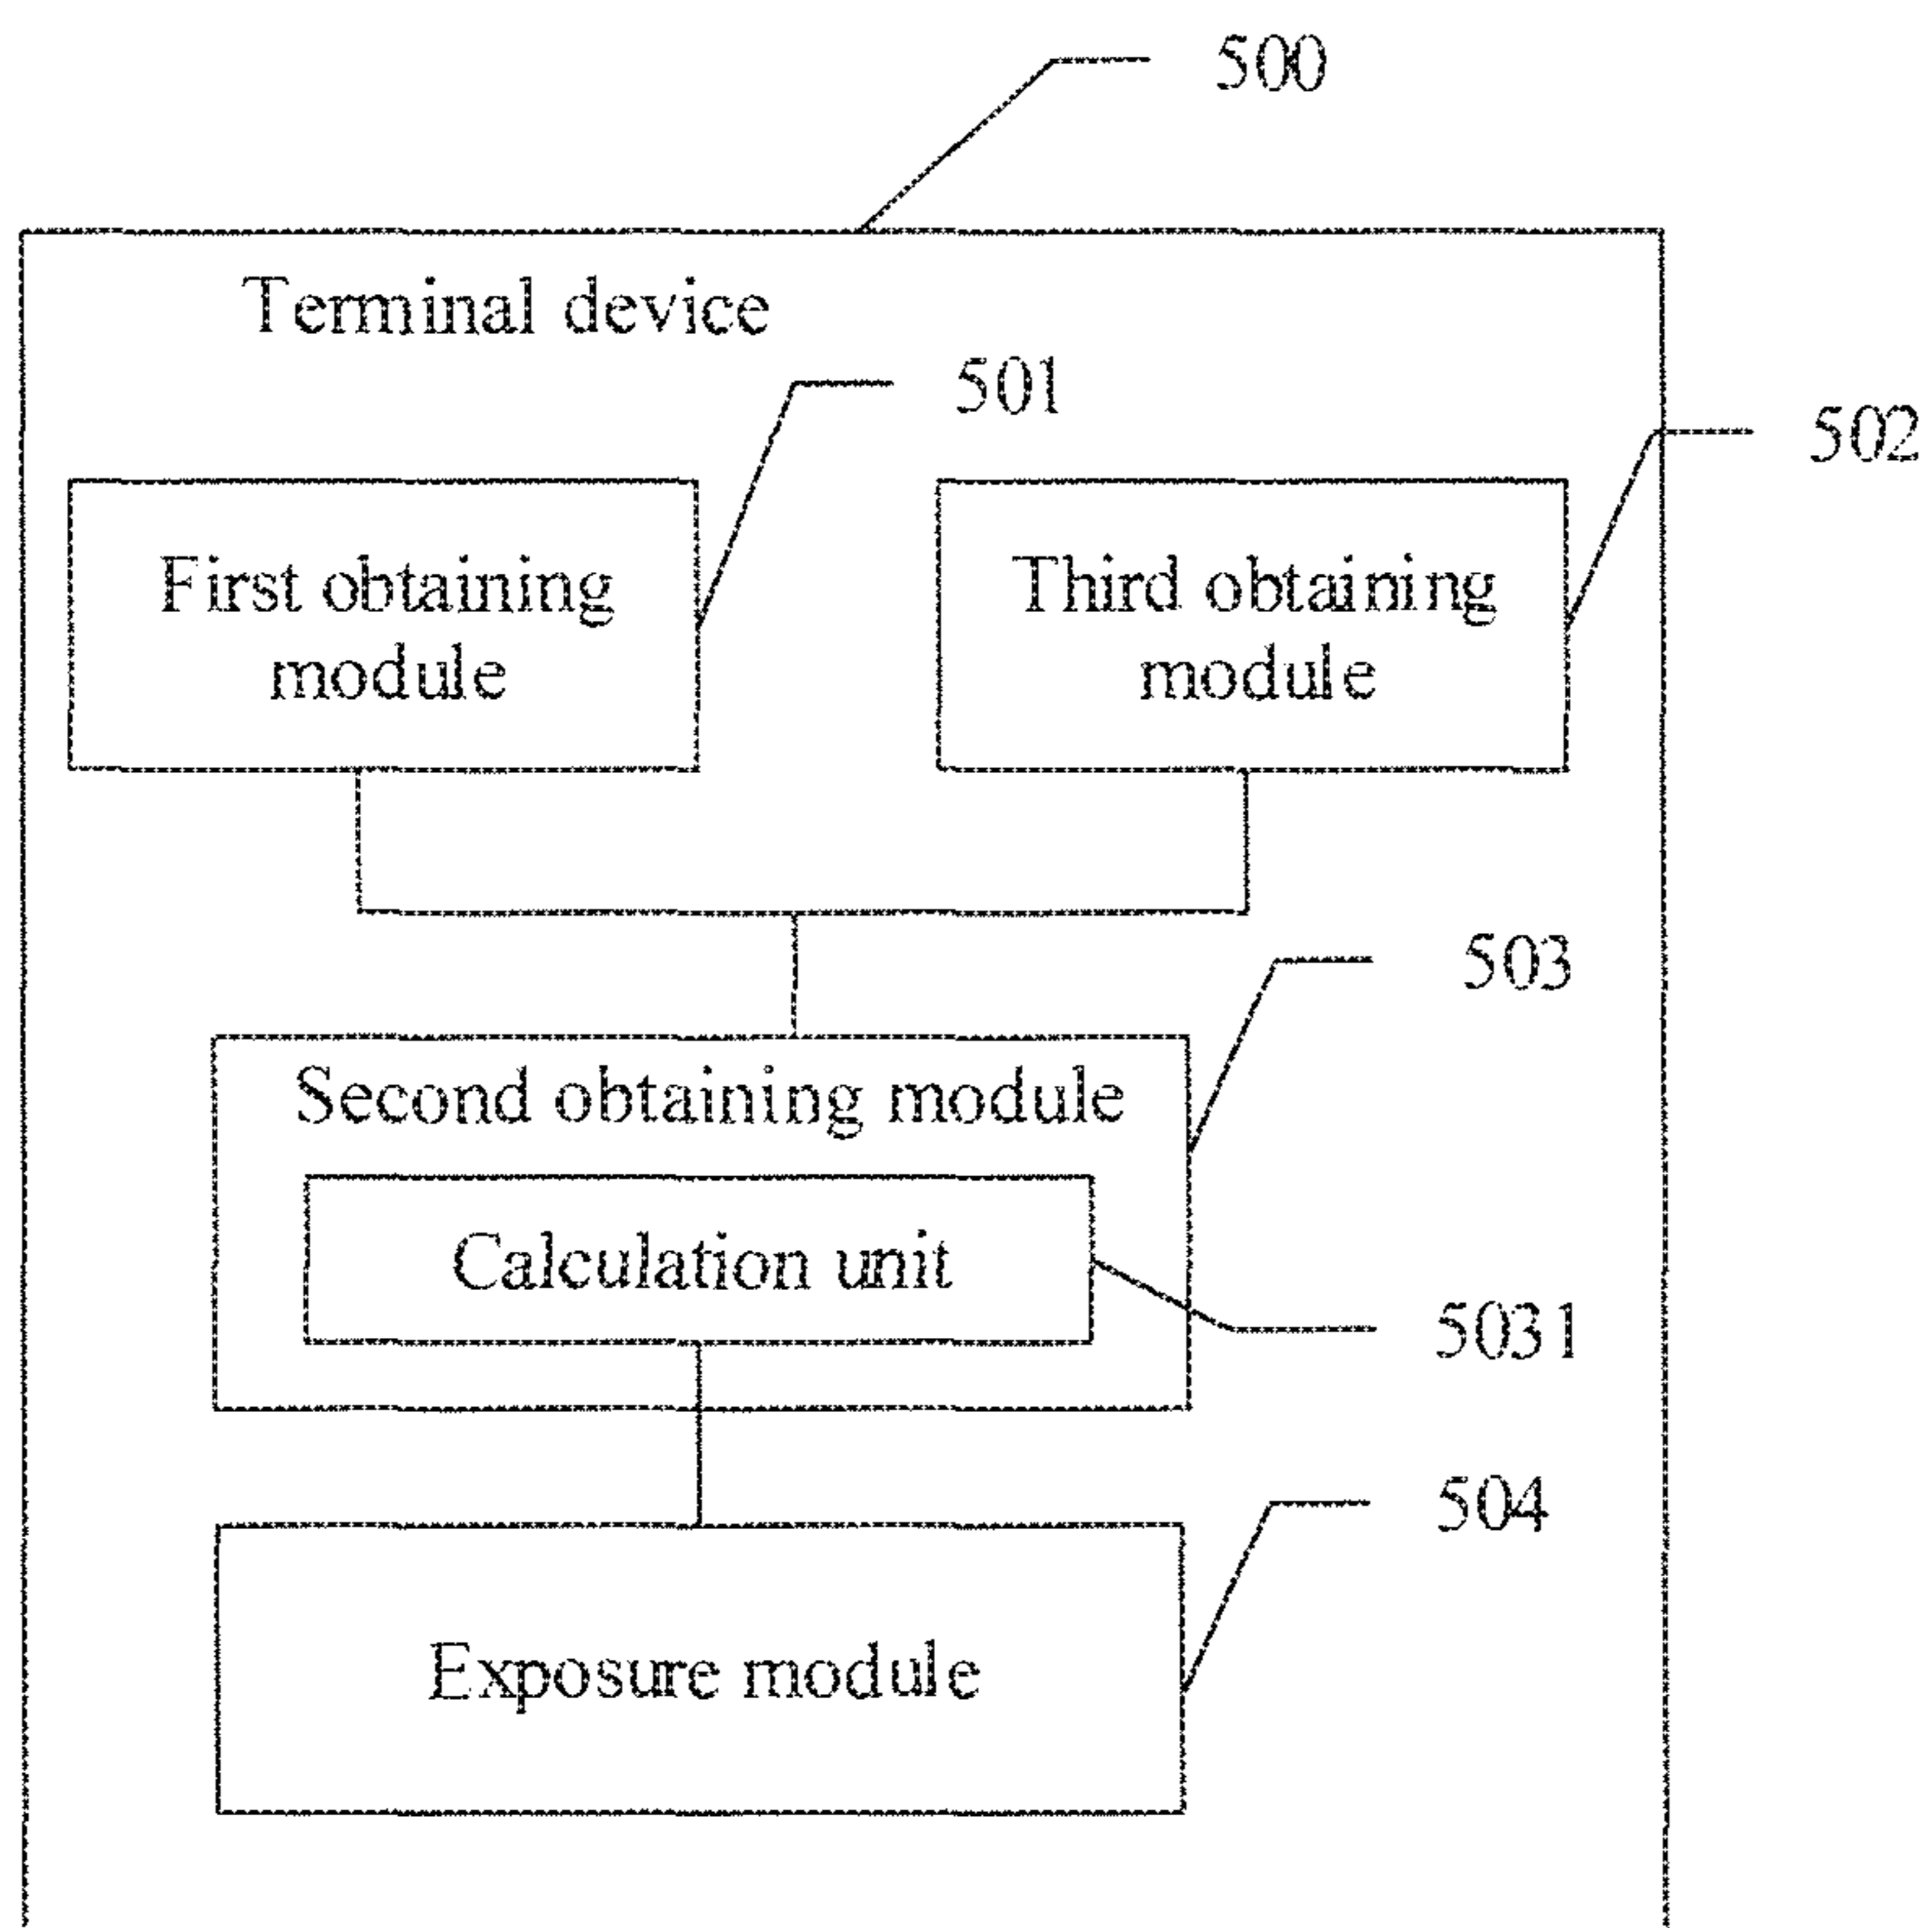 500
Terminal device
501
502
First obtaining
module
Third obtaining
module
503
Second obtaining module
Calculation unit
5031
504
Exposure module